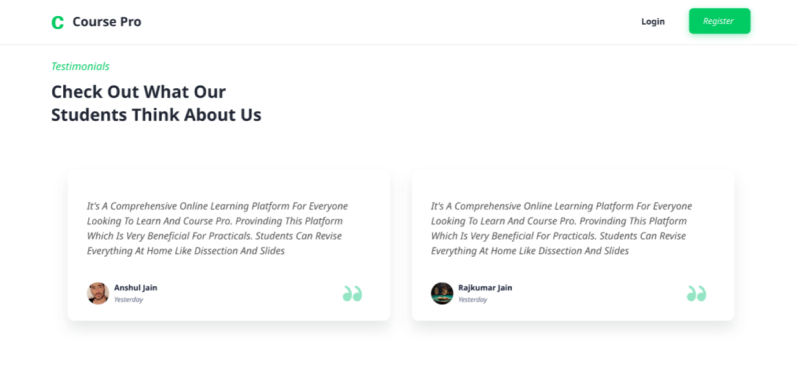 C Course Pro
Login
Register
Testimonials
Check Out What Our
Students Think About Us
It's A Comprehensive Online Learning Platform For Everyone
Looking To Learn And Course Pro. Provinding This Platform
Which Is Very Beneficial For Practicals. Students Can Revise
Everything At Home Like Dissection And Slides
Anshul Jain
Yesterday
It's A Comprehensive Online Learning Platform For Everyone
Looking To Learn And Course Pro. Provinding This Platform
Which Is Very Beneficial For Practicals. Students Can Revise
Everything At Home Like Dissection And Slides
Rajkumar Jain
Yesterday